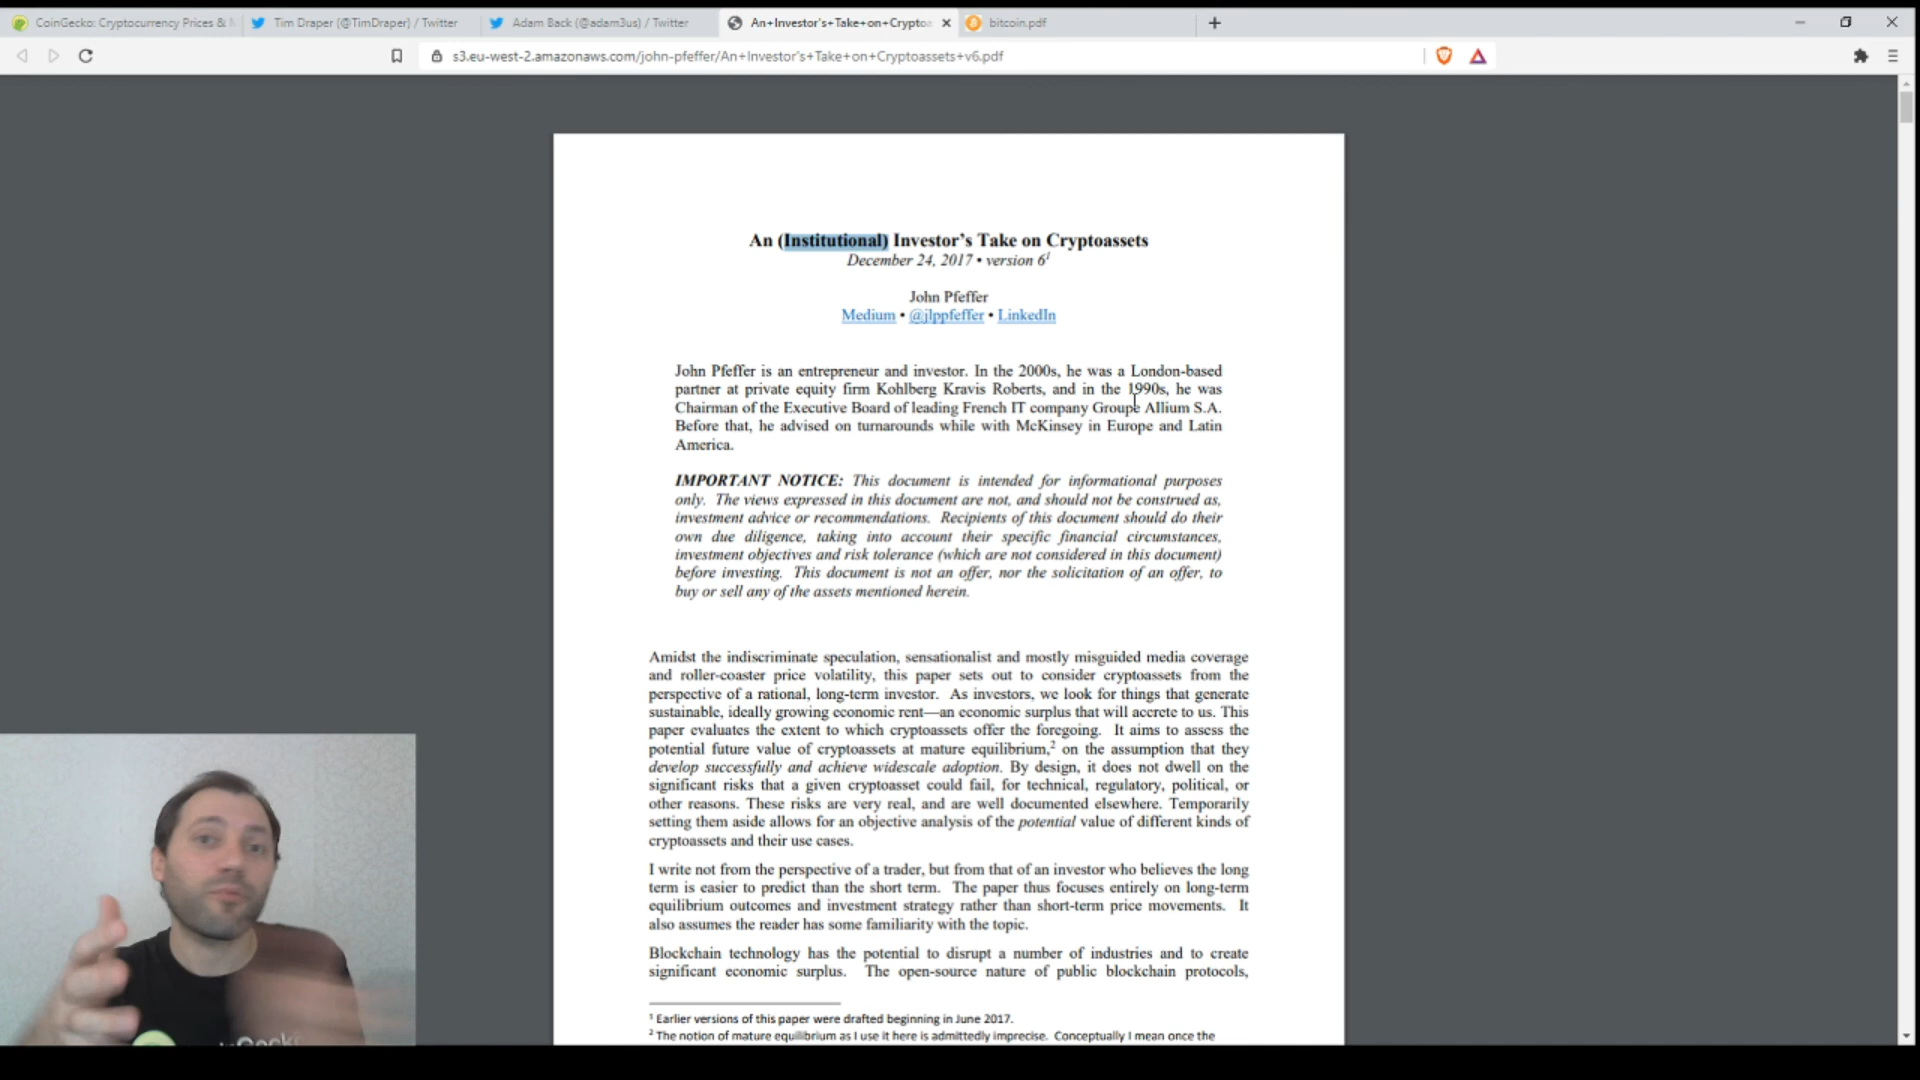 CoinGecko: Cryptocurrency Prices &
Tim Draper (@TimDraper) / Twitter
Adam Back (@adam3us) / Twitter
An+Investor's+Take+on+Crypto
bitcoin.pdf
s3.eu-west-2.amazonaws.com/john-pfeffer/An+Investor's+Take+on+Cryptoassets+v6.pdf
An (Institutional) Investor's Take on Cryptoassets
December 24, 2017 • version 6¹
John Pfeffer
Medium • @jlppfeffer • LinkedIn
John Pfeffer is an entrepreneur and investor. In the 2000s, he was a London-based
partner at private equity firm Kohlberg Kravis Roberts, and in the 1990s, he was
Chairman of the Executive Board of leading French IT company Groupe Allium S.A.
Before that, he advised on turnarounds while with McKinsey in Europe and Latin
America.
IMPORTANT NOTICE: This document is intended for informational purposes
only. The views expressed in this document are not, and should not be construed as,
investment advice or recommendations. Recipients of this document should do their
own due diligence, taking into account their specific financial circumstances,
investment objectives and risk tolerance (which are not considered in this document)
before investing. This document is not an offer, nor the solicitation of an offer, to
buy or sell any of the assets mentioned herein.
Amidst the indiscriminate speculation, sensationalist and mostly misguided media coverage
and roller-coaster price volatility, this paper sets out to consider cryptoassets from the
perspective of a rational, long-term investor. As investors, we look for things that generate
sustainable, ideally growing economic rent—an economic surplus that will accrete to us. This
paper evaluates the extent to which cryptoassets offer the foregoing. It aims to assess the
potential future value of cryptoassets at mature equilibrium,² on the assumption that they
develop successfully and achieve widescale adoption. By design, it does not dwell on the
significant risks that a given cryptoasset could fail, for technical, regulatory, political, or
other reasons. These risks are very real, and are well documented elsewhere. Temporarily
setting them aside allows for an objective analysis of the potential value of different kinds of
cryptoassets and their use cases.
I write not from the perspective of a trader, but from that of an investor who believes the long
term is easier to predict than the short term. The paper thus focuses entirely on long-term
equilibrium outcomes and investment strategy rather than short-term price movements. It
also assumes the reader has some familiarity with the topic.
Blockchain technology has the potential to disrupt a number of industries and to create
significant economic surplus. The open-source nature of public blockchain protocols,
¹ Earlier versions of this paper were drafted beginning in June 2017.
² The notion of mature equilibrium as I use it here is admittedly imprecise. Conceptually I mean once the